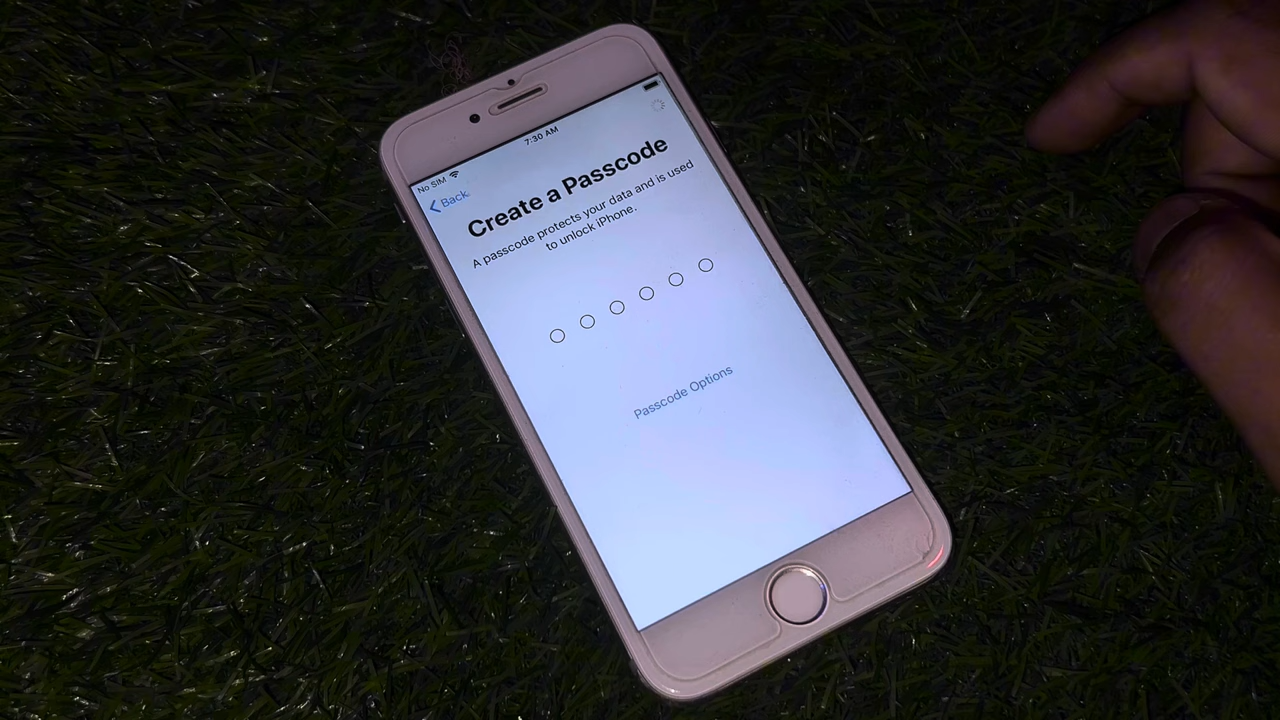 7:30 AM
No SIM
Back
Create a Passcode
A passcode protects your data and is used
to unlock iPhone.
Passcode Options